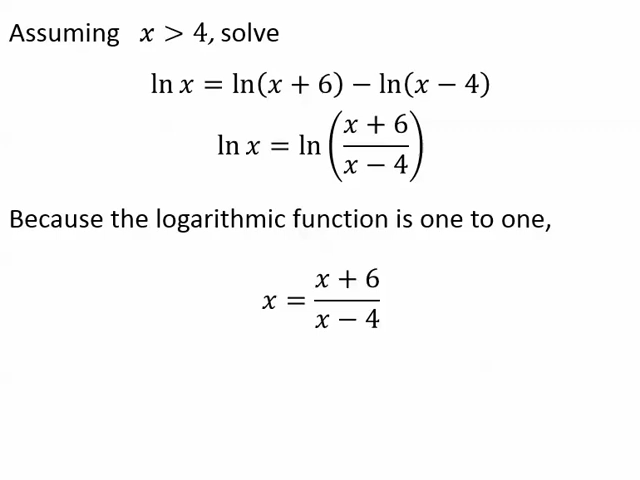 Assuming x > 4, solve
ln x = ln(x + 6) − ln(x − 4)
ln x = ln((x + 6)/(x − 4))
Because the logarithmic function is one to one,
x = (x + 6)/(x − 4)